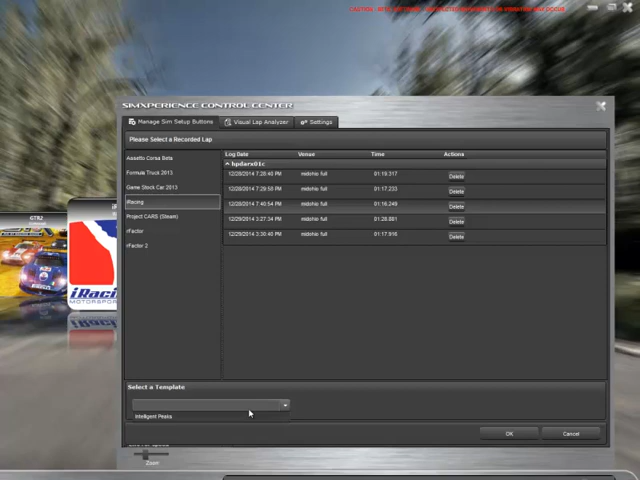 SIMXPERIENCE CONTROL CENTER
Manage Sim Setup Buttons
Visual Lap Analyzer
Settings
Please Select a Recorded Lap
Assetto Corsa Beta
Formula Truck 2013
Game Stock Car 2013
iRacing
Project CARS (Steam)
rFactor
rFactor 2
Log Date Venue Time Actions
hpdarx01c
12/28/2014 7:28:40 PM midohio full 01:19.317 Delete
12/28/2014 7:29:58 PM midohio full 01:17.233 Delete
12/28/2014 7:40:54 PM midohio full 01:16.249 Delete
12/29/2014 3:27:34 PM midohio full 01:28.881 Delete
12/29/2014 3:30:40 PM midohio full 01:17.916 Delete
GTR2
iRacing
MOTORSPOR
Select a Template
Intelligent Peaks
OK Cancel
Zoom